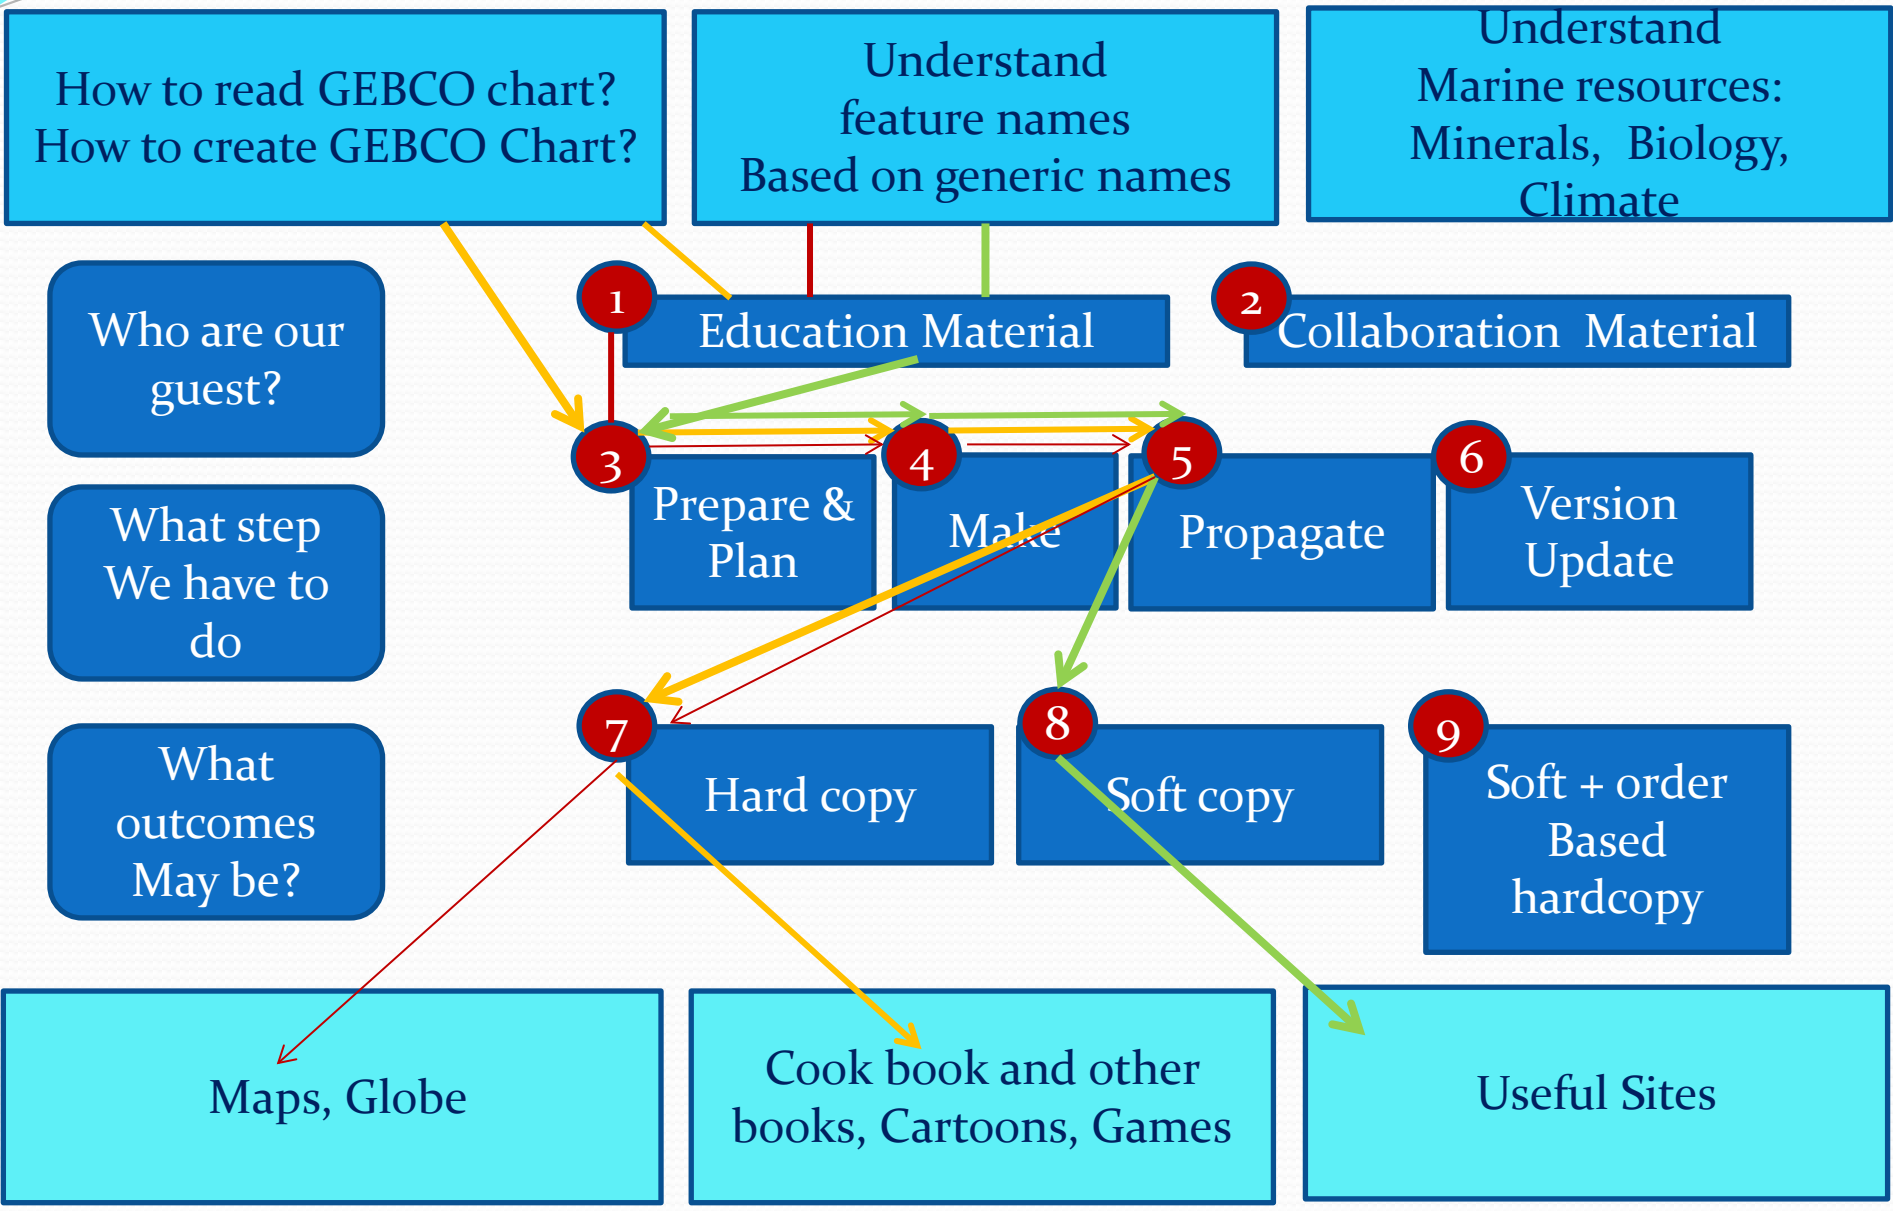 How to read GEBCO chart?
How to create GEBCO Chart?
Understand
feature names
Based on generic names
Understand
Marine resources:
Minerals, Biology,
Climate
Who are our
guest?
1
Education Material
2
Collaboration Material
What step
We have to
do
3
Prepare &
Plan
4
Make
5
Propagate
6
Version
Update
What
outcomes
May be?
7
Hard copy
8
Soft copy
9
Soft + order
Based
hardcopy
Maps, Globe
Cook book and other
books, Cartoons, Games
Useful Sites